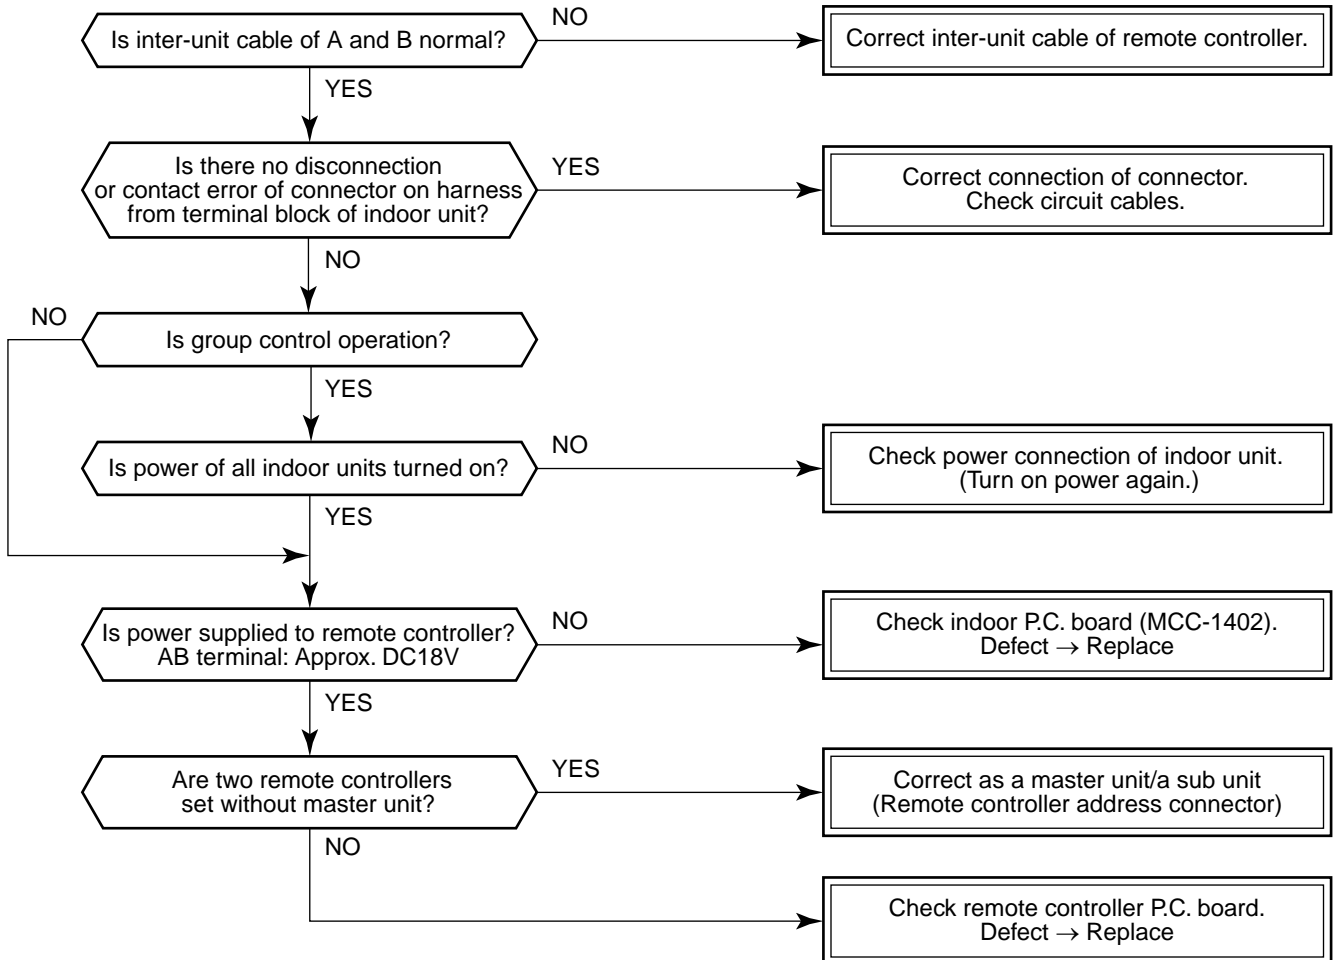 Is inter-unit cable of A and B normal?
NO
Correct inter-unit cable of remote controller.
YES
Is there no disconnection
or contact error of connector on harness
from terminal block of indoor unit?
YES
Correct connection of connector.
Check circuit cables.
NO
NO
Is group control operation?
YES
Is power of all indoor units turned on?
NO
Check power connection of indoor unit.
(Turn on power again.)
YES
Is power supplied to remote controller?
AB terminal: Approx. DC18V
NO
Check indoor P.C. board (MCC-1402).
Defect → Replace
YES
Are two remote controllers
set without master unit?
YES
Correct as a master unit/a sub unit
(Remote controller address connector)
NO
Check remote controller P.C. board.
Defect → Replace